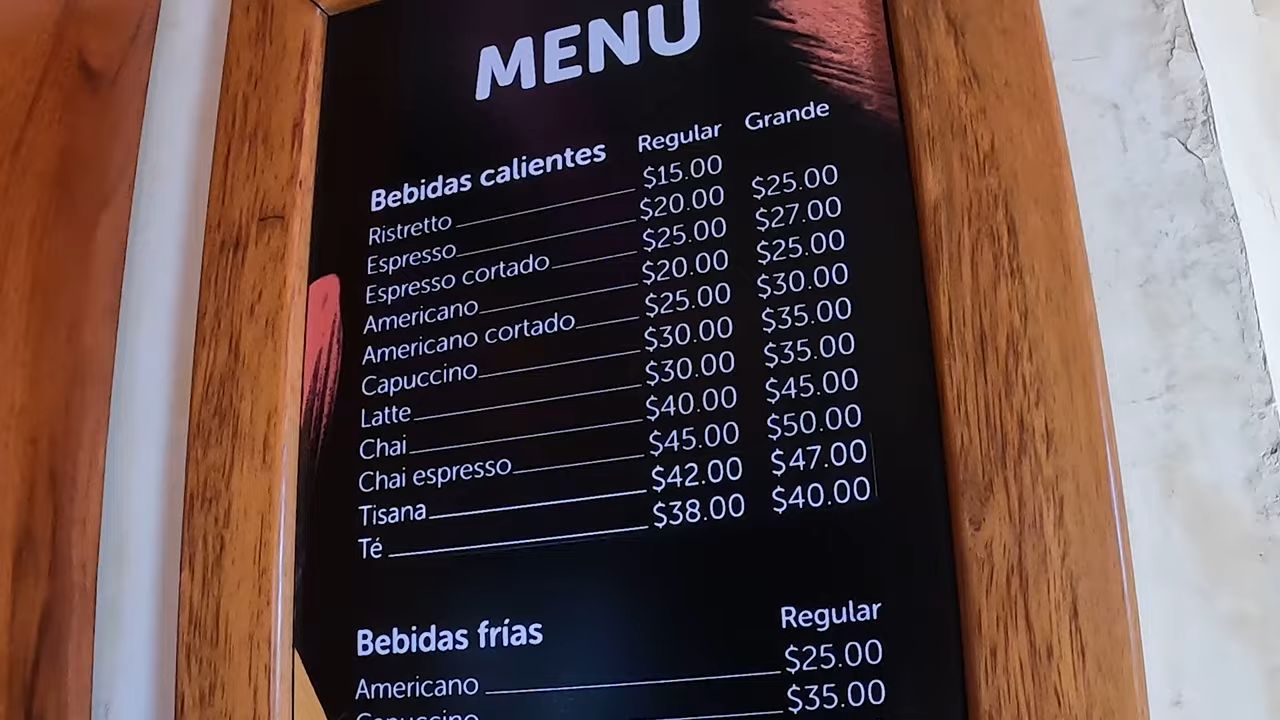 MENU
Bebidas calientes Regular Grande
Ristretto $15.00
Espresso $20.00 $25.00
Espresso cortado $25.00 $27.00
Americano $20.00 $25.00
Americano cortado $25.00 $30.00
Capuccino $30.00 $35.00
Latte $30.00 $35.00
Chai $40.00 $45.00
Chai espresso $45.00 $50.00
Tisana $42.00 $47.00
Té $38.00 $40.00
Bebidas frías Regular
Americano $25.00
Capuccino $35.00